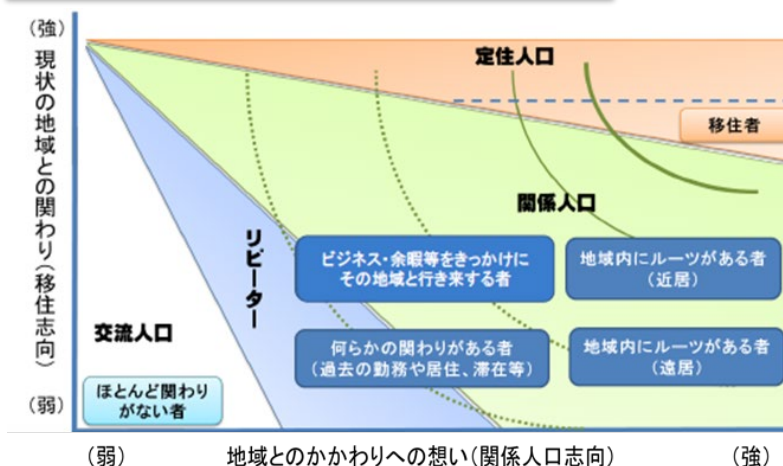 (強)
現状の地域との関わり(移住志向)
(弱)
定住人口
移住者
関係人口
リピーター
ビジネス・余暇等をきっかけに
その地域と行き来する者
地域内にルーツがある者
(近居)
交流人口
何らかの関わりがある者
(過去の勤務や居住、滞在等)
地域内にルーツがある者
(遠居)
ほとんど関わり
がない者
(弱)
地域とのかかわりへの想い(関係人口志向)
(強)